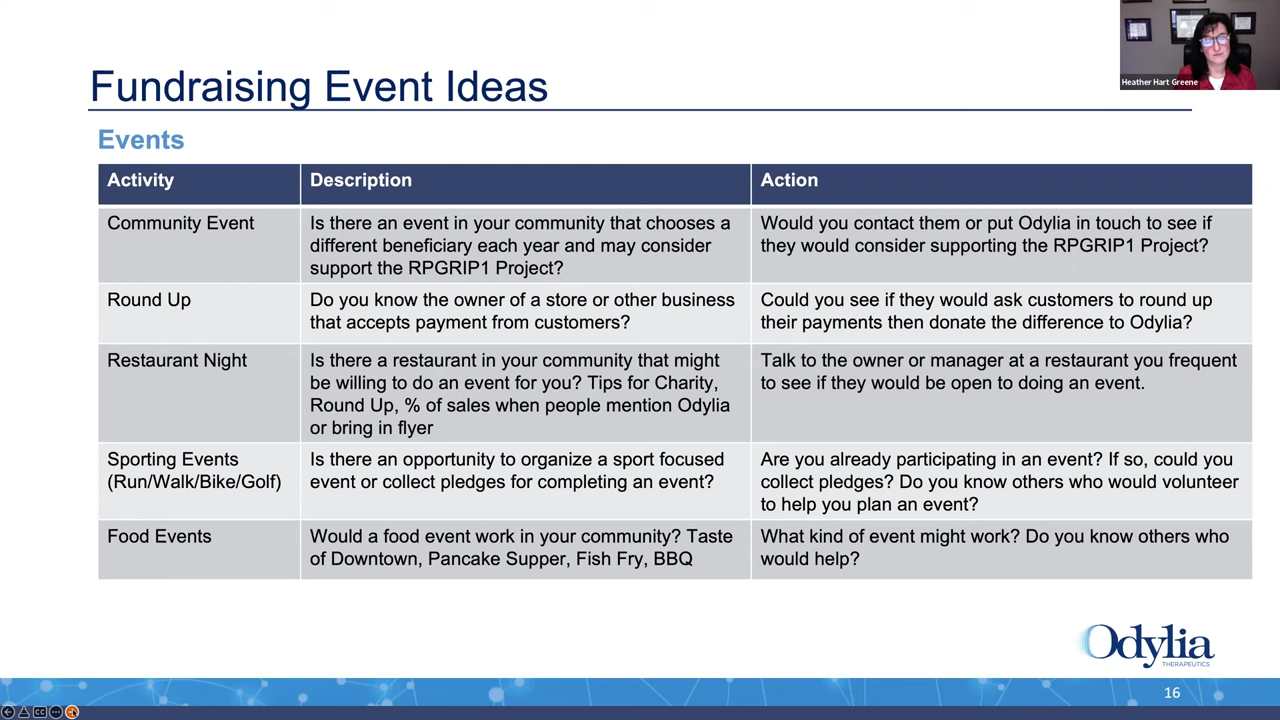 Heather Hart Greene
Fundraising Event Ideas
Events
Activity
Description
Action
Community Event
Is there an event in your community that chooses a
different beneficiary each year and may consider
support the RPGRIP1 Project?
Would you contact them or put Odylia in touch to see if
they would consider supporting the RPGRIP1 Project?
Round Up
Do you know the owner of a store or other business
that accepts payment from customers?
Could you see if they would ask customers to round up
their payments then donate the difference to Odylia?
Restaurant Night
Is there a restaurant in your community that might
be willing to do an event for you? Tips for Charity,
Round Up, % of sales when people mention Odylia
or bring in flyer
Talk to the owner or manager at a restaurant you frequent
to see if they would be open to doing an event.
Sporting Events
(Run/Walk/Bike/Golf)
Is there an opportunity to organize a sport focused
event or collect pledges for completing an event?
Are you already participating in an event? If so, could you
collect pledges? Do you know others who would volunteer
to help you plan an event?
Food Events
Would a food event work in your community? Taste
of Downtown, Pancake Supper, Fish Fry, BBQ
What kind of event might work? Do you know others who
would help?
Odylia
THERAPEUTICS
16
CC